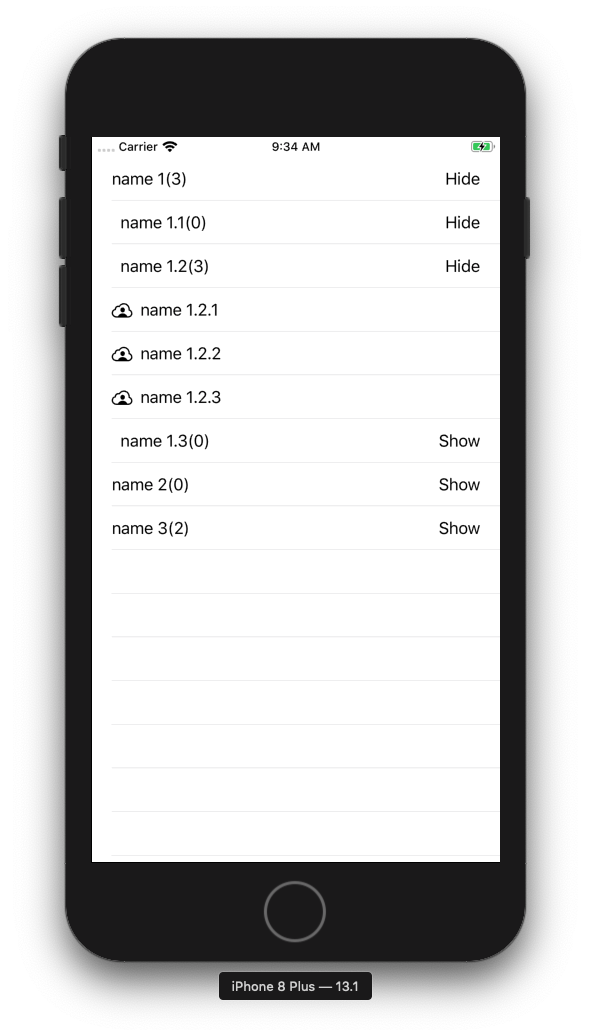 Carrier 9:34 AM
name 1(3) Hide
name 1.1(0) Hide
name 1.2(3) Hide
name 1.2.1
name 1.2.2
name 1.2.3
name 1.3(0) Show
name 2(0) Show
name 3(2) Show
iPhone 8 Plus — 13.1